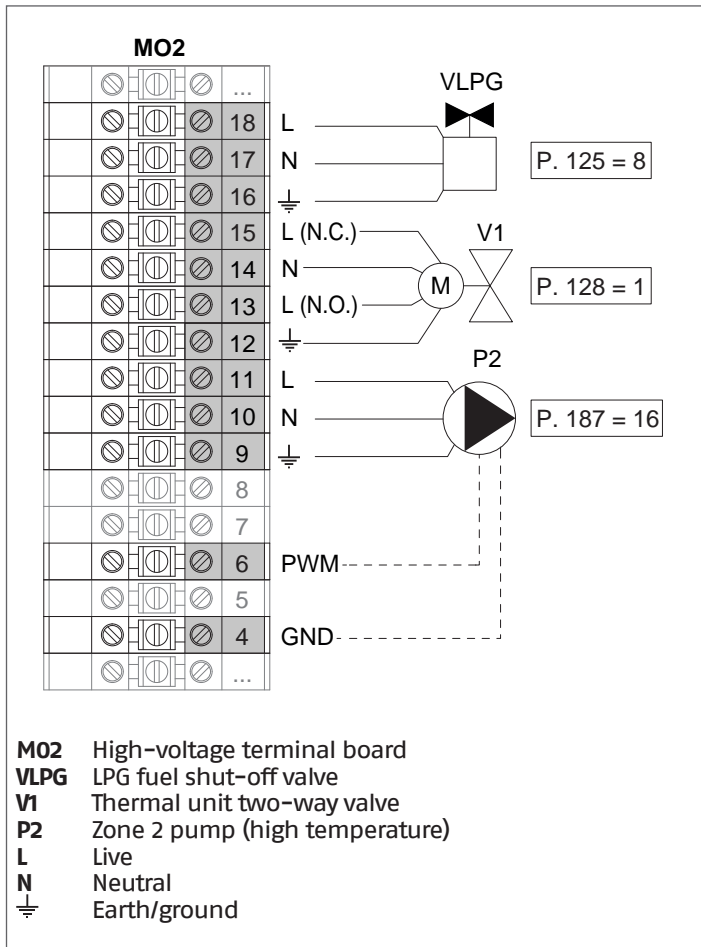 MO2
...
VLPG
18 L
17 N P. 125 = 8
16
15 L (N.C.) V1
14 N
M P. 128 = 1
13 L (N.O.)
12
P2
11 L
10 N P. 187 = 16
9
8
7
6 PWM
5
4 GND
...
M02 High-voltage terminal board
VLPG LPG fuel shut-off valve
V1 Thermal unit two-way valve
P2 Zone 2 pump (high temperature)
L Live
N Neutral
⏚ Earth/ground